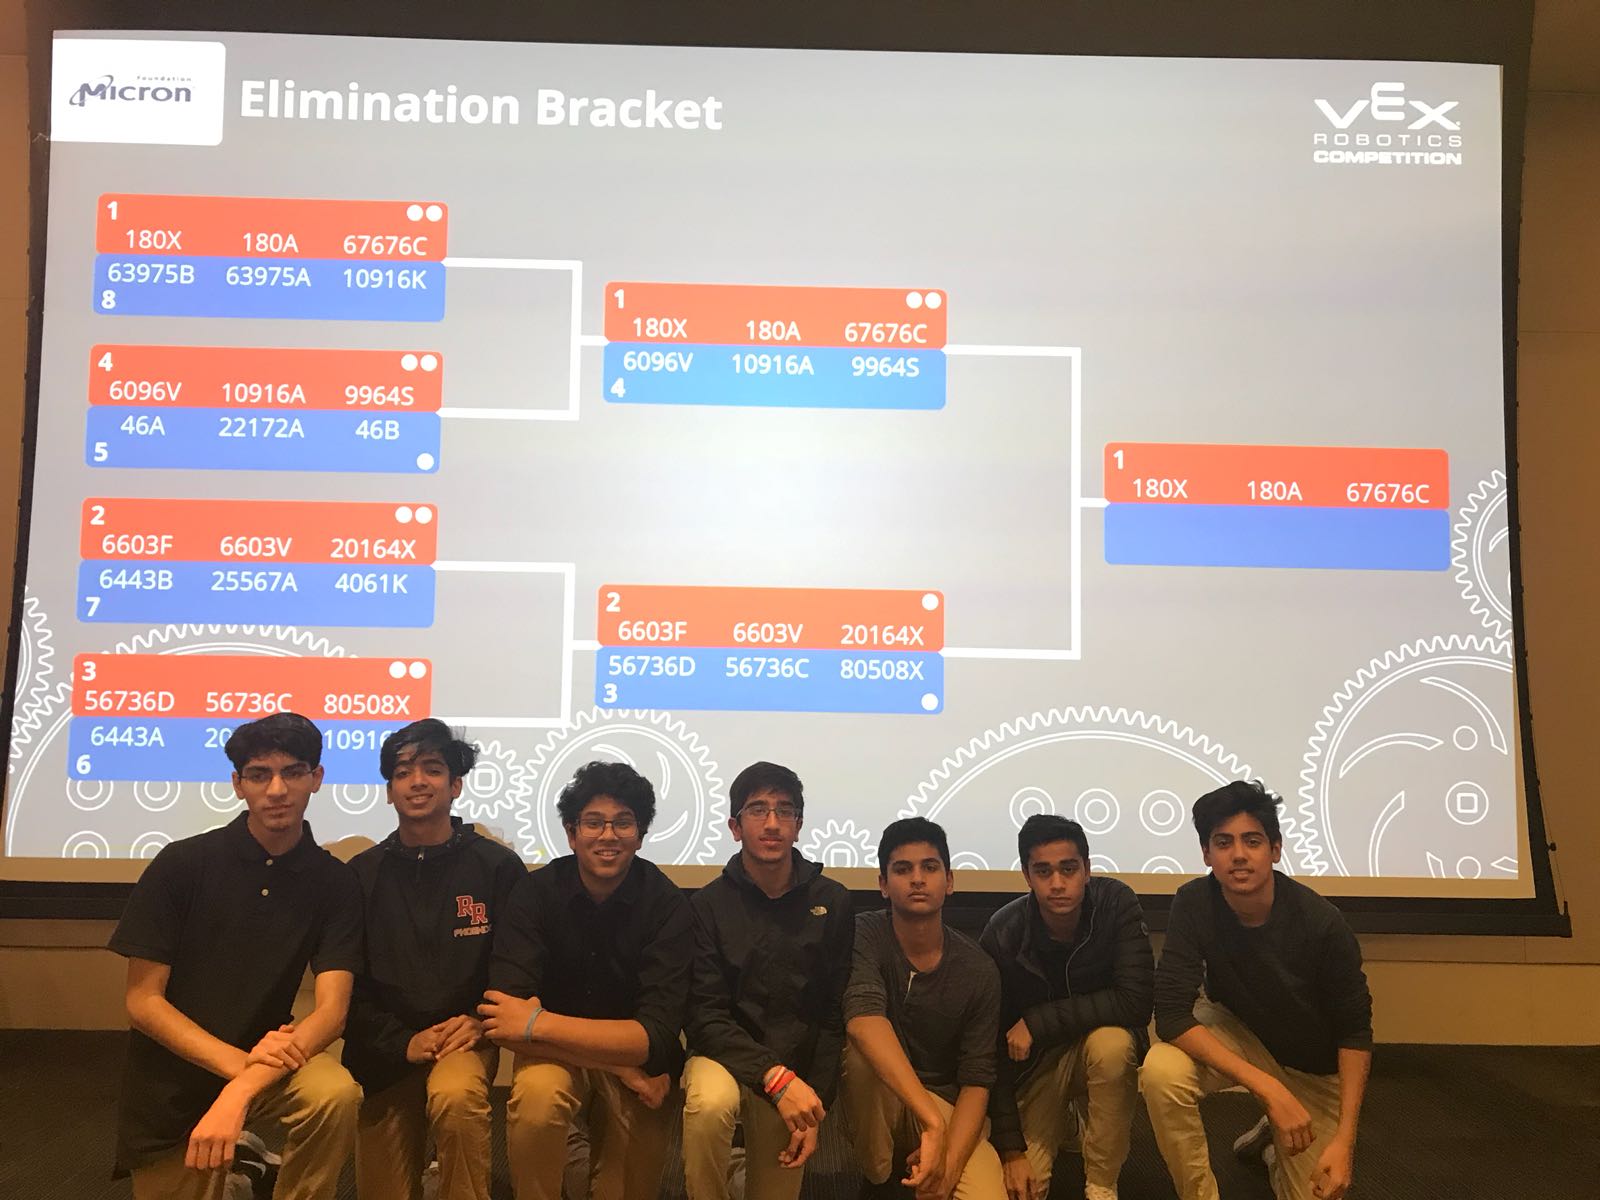 Foundation
Micron
Elimination Bracket
VEX
ROBOTICS
COMPETITION
1
180X 180A 67676C
63975B 63975A 10916K
8
4
6096V 10916A 9964S
46A 22172A 46B
5
2
6603F 6603V 20164X
6443B 25567A 4061K
7
3
56736D 56736C 80508X
6443A
6
1
180X 180A 67676C
6096V 10916A 9964S
4
2
6603F 6603V 20164X
56736D 56736C 80508X
3
1
180X 180A 67676C
RR